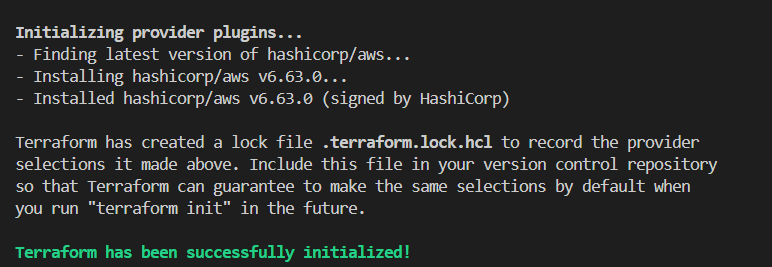 Initializing provider plugins...
- Finding latest version of hashicorp/aws...
- Installing hashicorp/aws v6.63.0...
- Installed hashicorp/aws v6.63.0 (signed by HashiCorp)
Terraform has created a lock file .terraform.lock.hcl to record the provider
selections it made above. Include this file in your version control repository
so that Terraform can guarantee to make the same selections by default when
you run "terraform init" in the future.
Terraform has been successfully initialized!